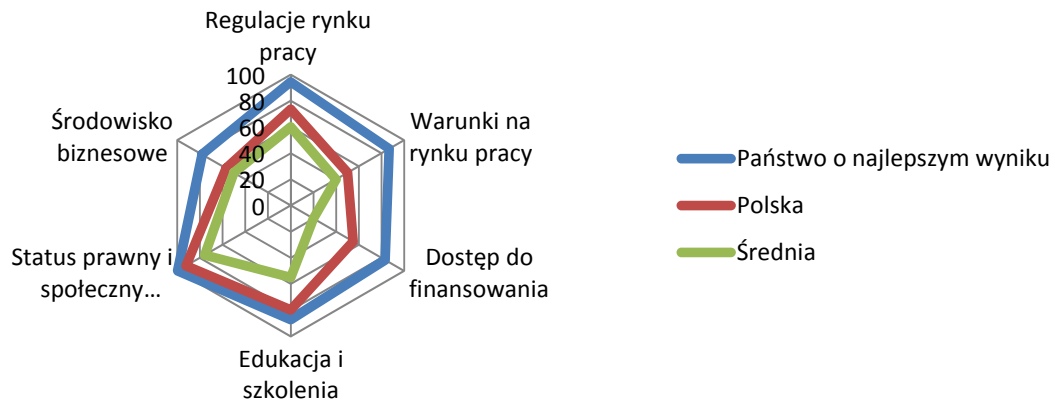 Regulacje rynku
pracy
100
80
60
40
20
0
Środowisko
biznesowe
Warunki na
rynku pracy
Państwo o najlepszym wyniku
Polska
Średnia
Status prawny i
społeczny…
Dostęp do
finansowania
Edukacja i
szkolenia